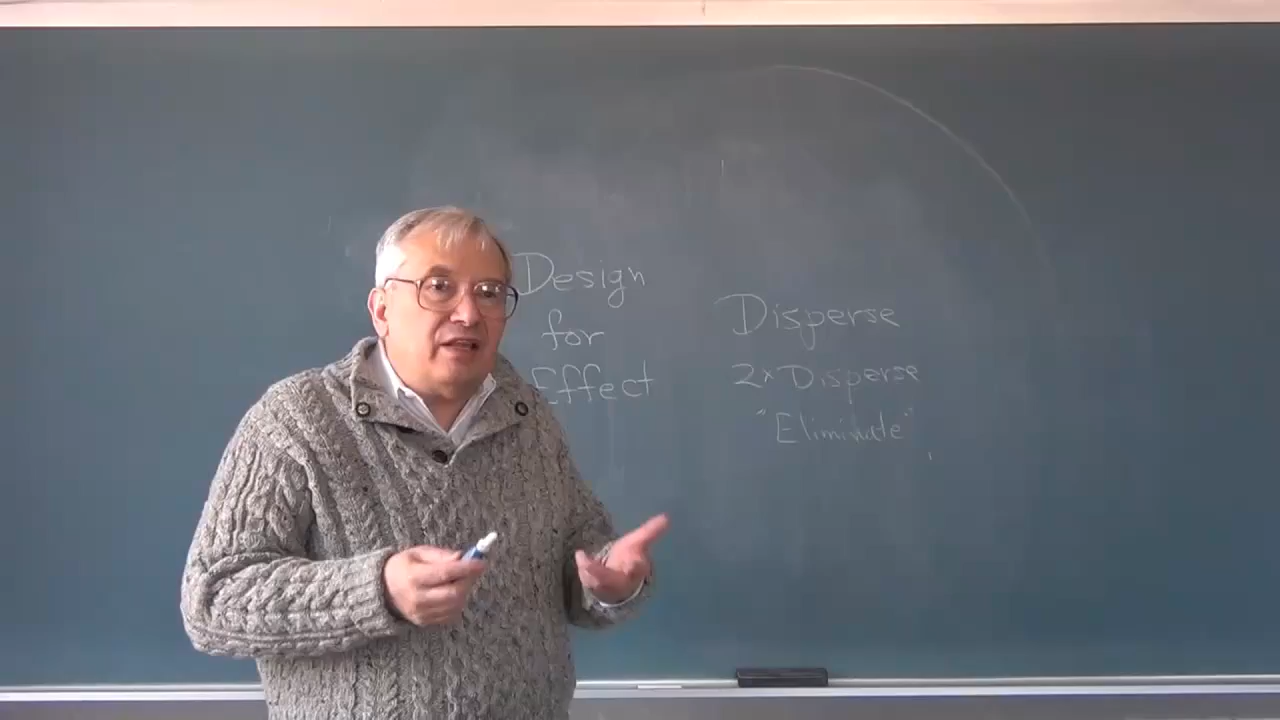 Design
for
Effect
Disperse
2x Disperse
"Eliminate"